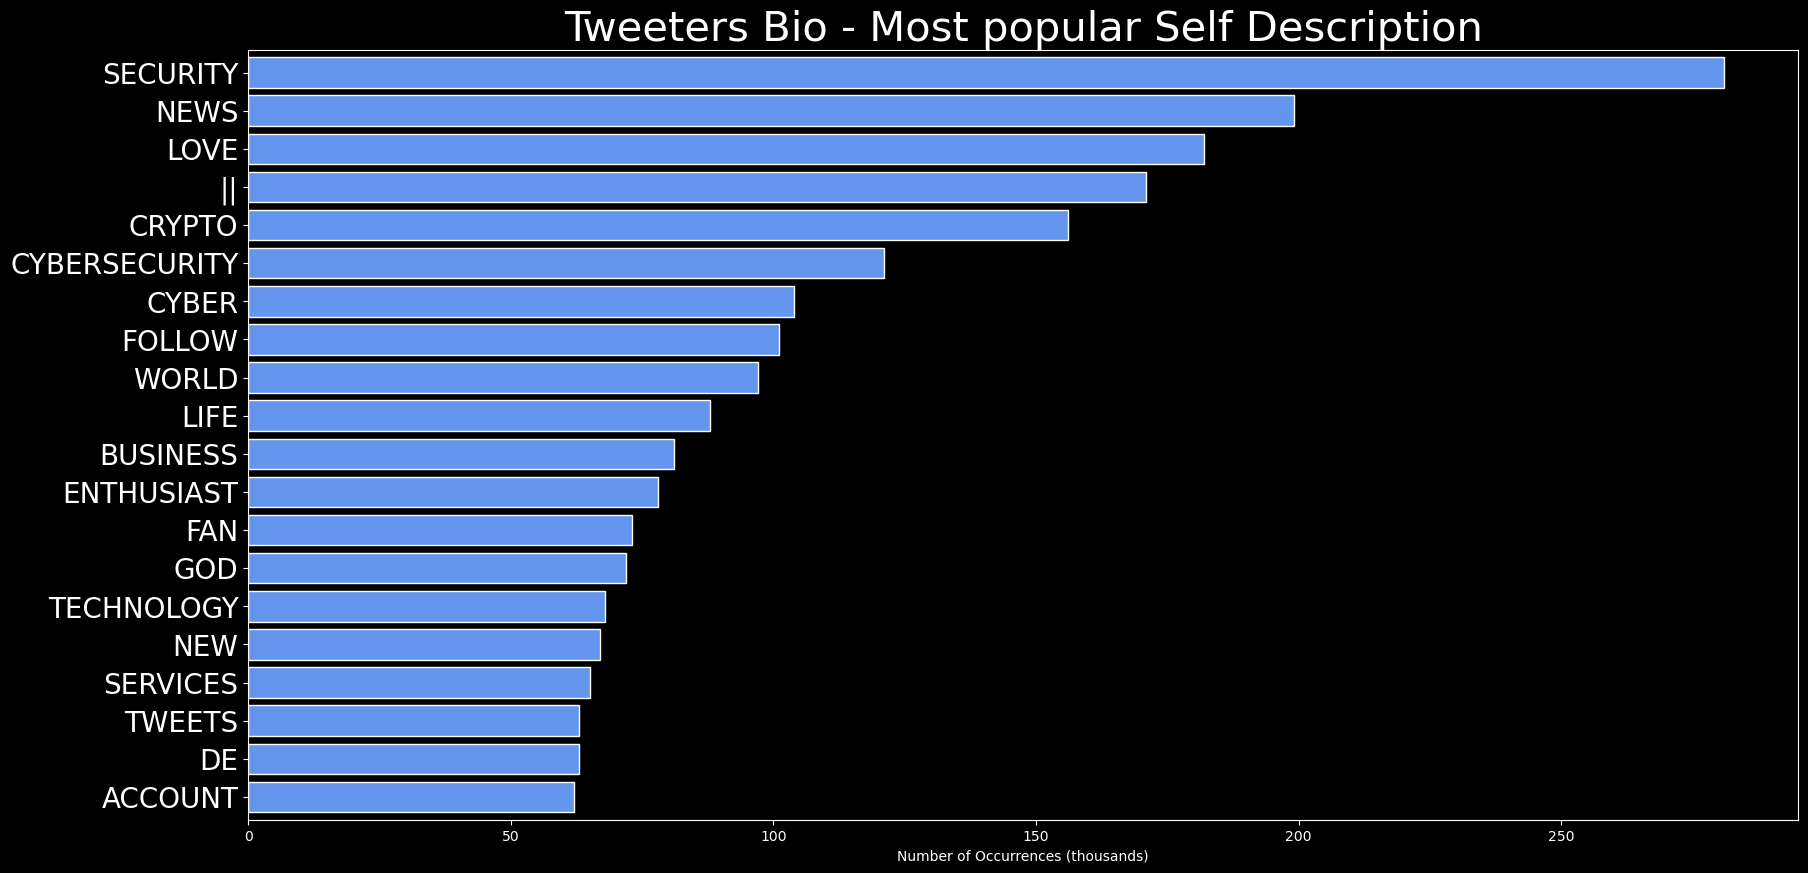 Tweeters Bio - Most popular Self Description
SECURITY
NEWS
LOVE
||
CRYPTO
CYBERSECURITY
CYBER
FOLLOW
WORLD
LIFE
BUSINESS
ENTHUSIAST
FAN
GOD
TECHNOLOGY
NEW
SERVICES
TWEETS
DE
ACCOUNT
0 50 100 150 200 250
Number of Occurrences (thousands)